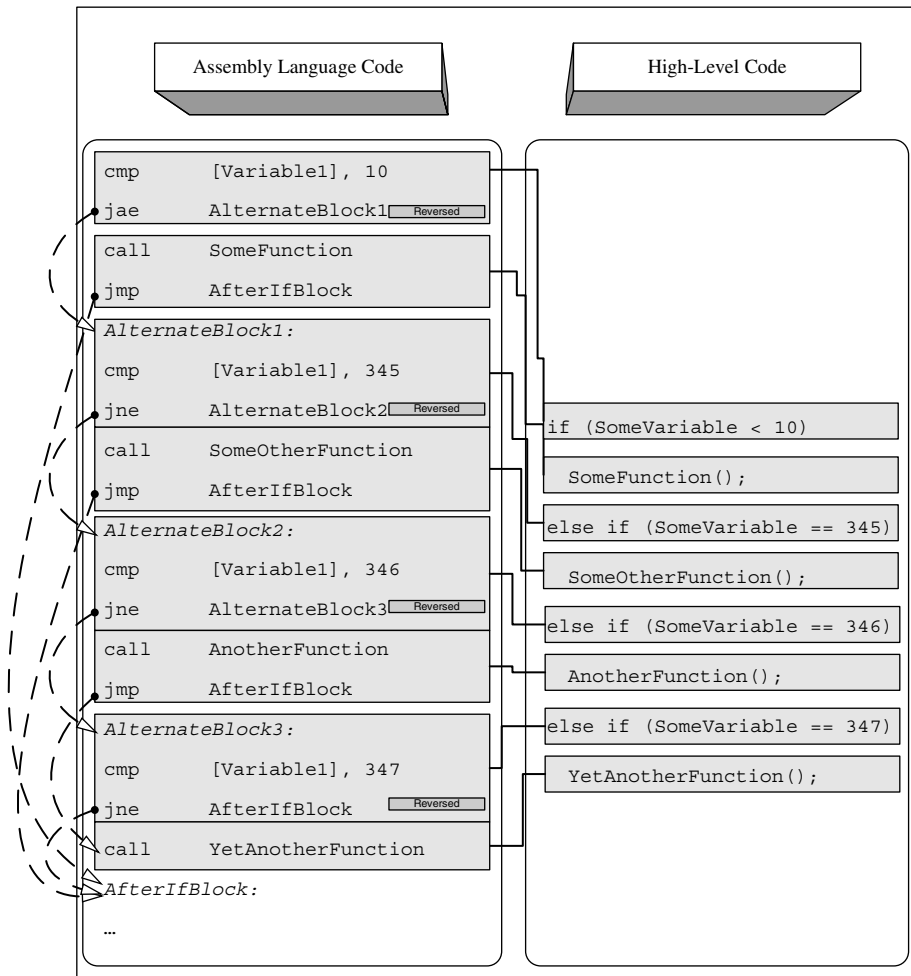 Assembly Language Code
High-Level Code
cmp [Variable1], 10
jae AlternateBlock1 Reversed
call SomeFunction
jmp AfterIfBlock
AlternateBlock1:
cmp [Variable1], 345
jne AlternateBlock2 Reversed
call SomeOtherFunction
jmp AfterIfBlock
AlternateBlock2:
cmp [Variable1], 346
jne AlternateBlock3 Reversed
call AnotherFunction
jmp AfterIfBlock
AlternateBlock3:
cmp [Variable1], 347
jne AfterIfBlock Reversed
call YetAnotherFunction
AfterIfBlock:
…
if (SomeVariable < 10)
SomeFunction();
else if (SomeVariable == 345)
SomeOtherFunction();
else if (SomeVariable == 346)
AnotherFunction();
else if (SomeVariable == 347)
YetAnotherFunction();